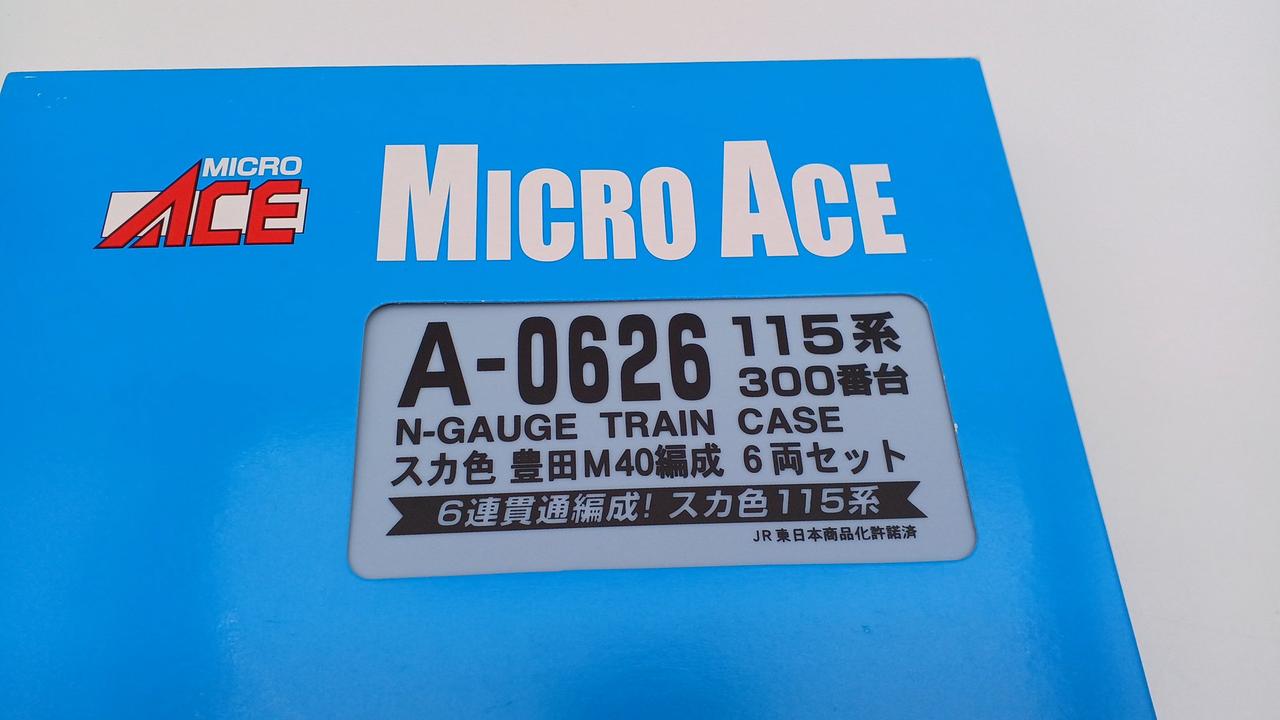 MICRO
ACE
MICRO ACE
A-0626 115系
300番台
N-GAUGE TRAIN CASE
スカ色 豊田M40編成 6両セット
6連貫通編成! スカ色115系
JR東日本商品化許諾済